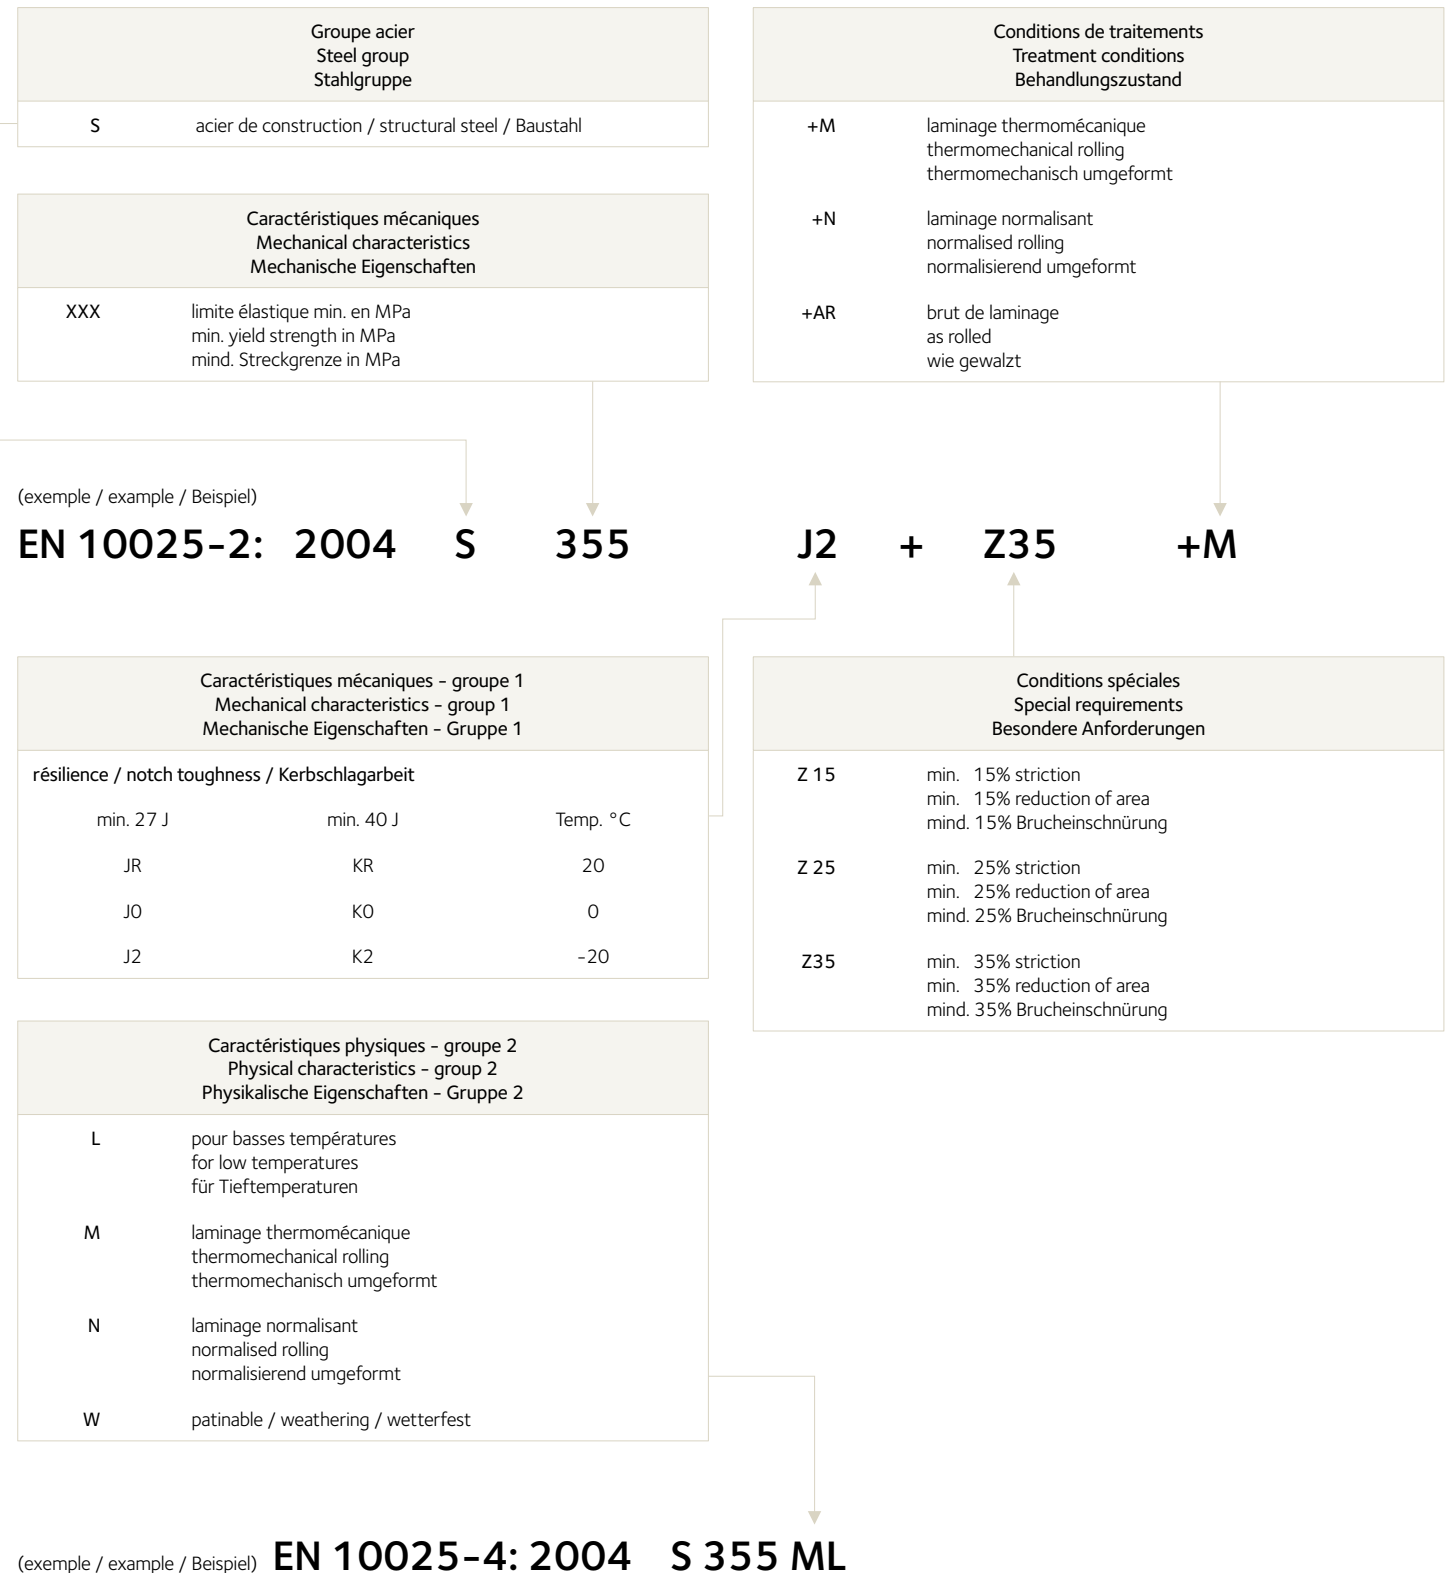 Groupe acier
Steel group
Stahlgruppe
S acier de construction / structural steel / Baustahl
Caractéristiques mécaniques
Mechanical characteristics
Mechanische Eigenschaften
XXX limite élastique min. en MPa
min. yield strength in MPa
mind. Streckgrenze in MPa
Conditions de traitements
Treatment conditions
Behandlungszustand
+M laminage thermomécanique
thermomechanical rolling
thermomechanisch umgeformt
+N laminage normalisant
normalised rolling
normalisierend umgeformt
+AR brut de laminage
as rolled
wie gewalzt
(exemple / example / Beispiel)
EN 10025-2: 2004 S 355 J2 + Z35 +M
Caractéristiques mécaniques - groupe 1
Mechanical characteristics - group 1
Mechanische Eigenschaften - Gruppe 1
résilience / notch toughness / Kerbschlagarbeit
min. 27 J min. 40 J Temp. °C
JR KR 20
J0 K0 0
J2 K2 -20
Conditions spéciales
Special requirements
Besondere Anforderungen
Z 15 min. 15% striction
min. 15% reduction of area
mind. 15% Brucheinschnürung
Z 25 min. 25% striction
min. 25% reduction of area
mind. 25% Brucheinschnürung
Z35 min. 35% striction
min. 35% reduction of area
mind. 35% Brucheinschnürung
Caractéristiques physiques - groupe 2
Physical characteristics - group 2
Physikalische Eigenschaften - Gruppe 2
L pour basses températures
for low temperatures
für Tieftemperaturen
M laminage thermomécanique
thermomechanical rolling
thermomechanisch umgeformt
N laminage normalisant
normalised rolling
normalisierend umgeformt
W patinable / weathering / wetterfest
(exemple / example / Beispiel) EN 10025-4: 2004 S 355 ML